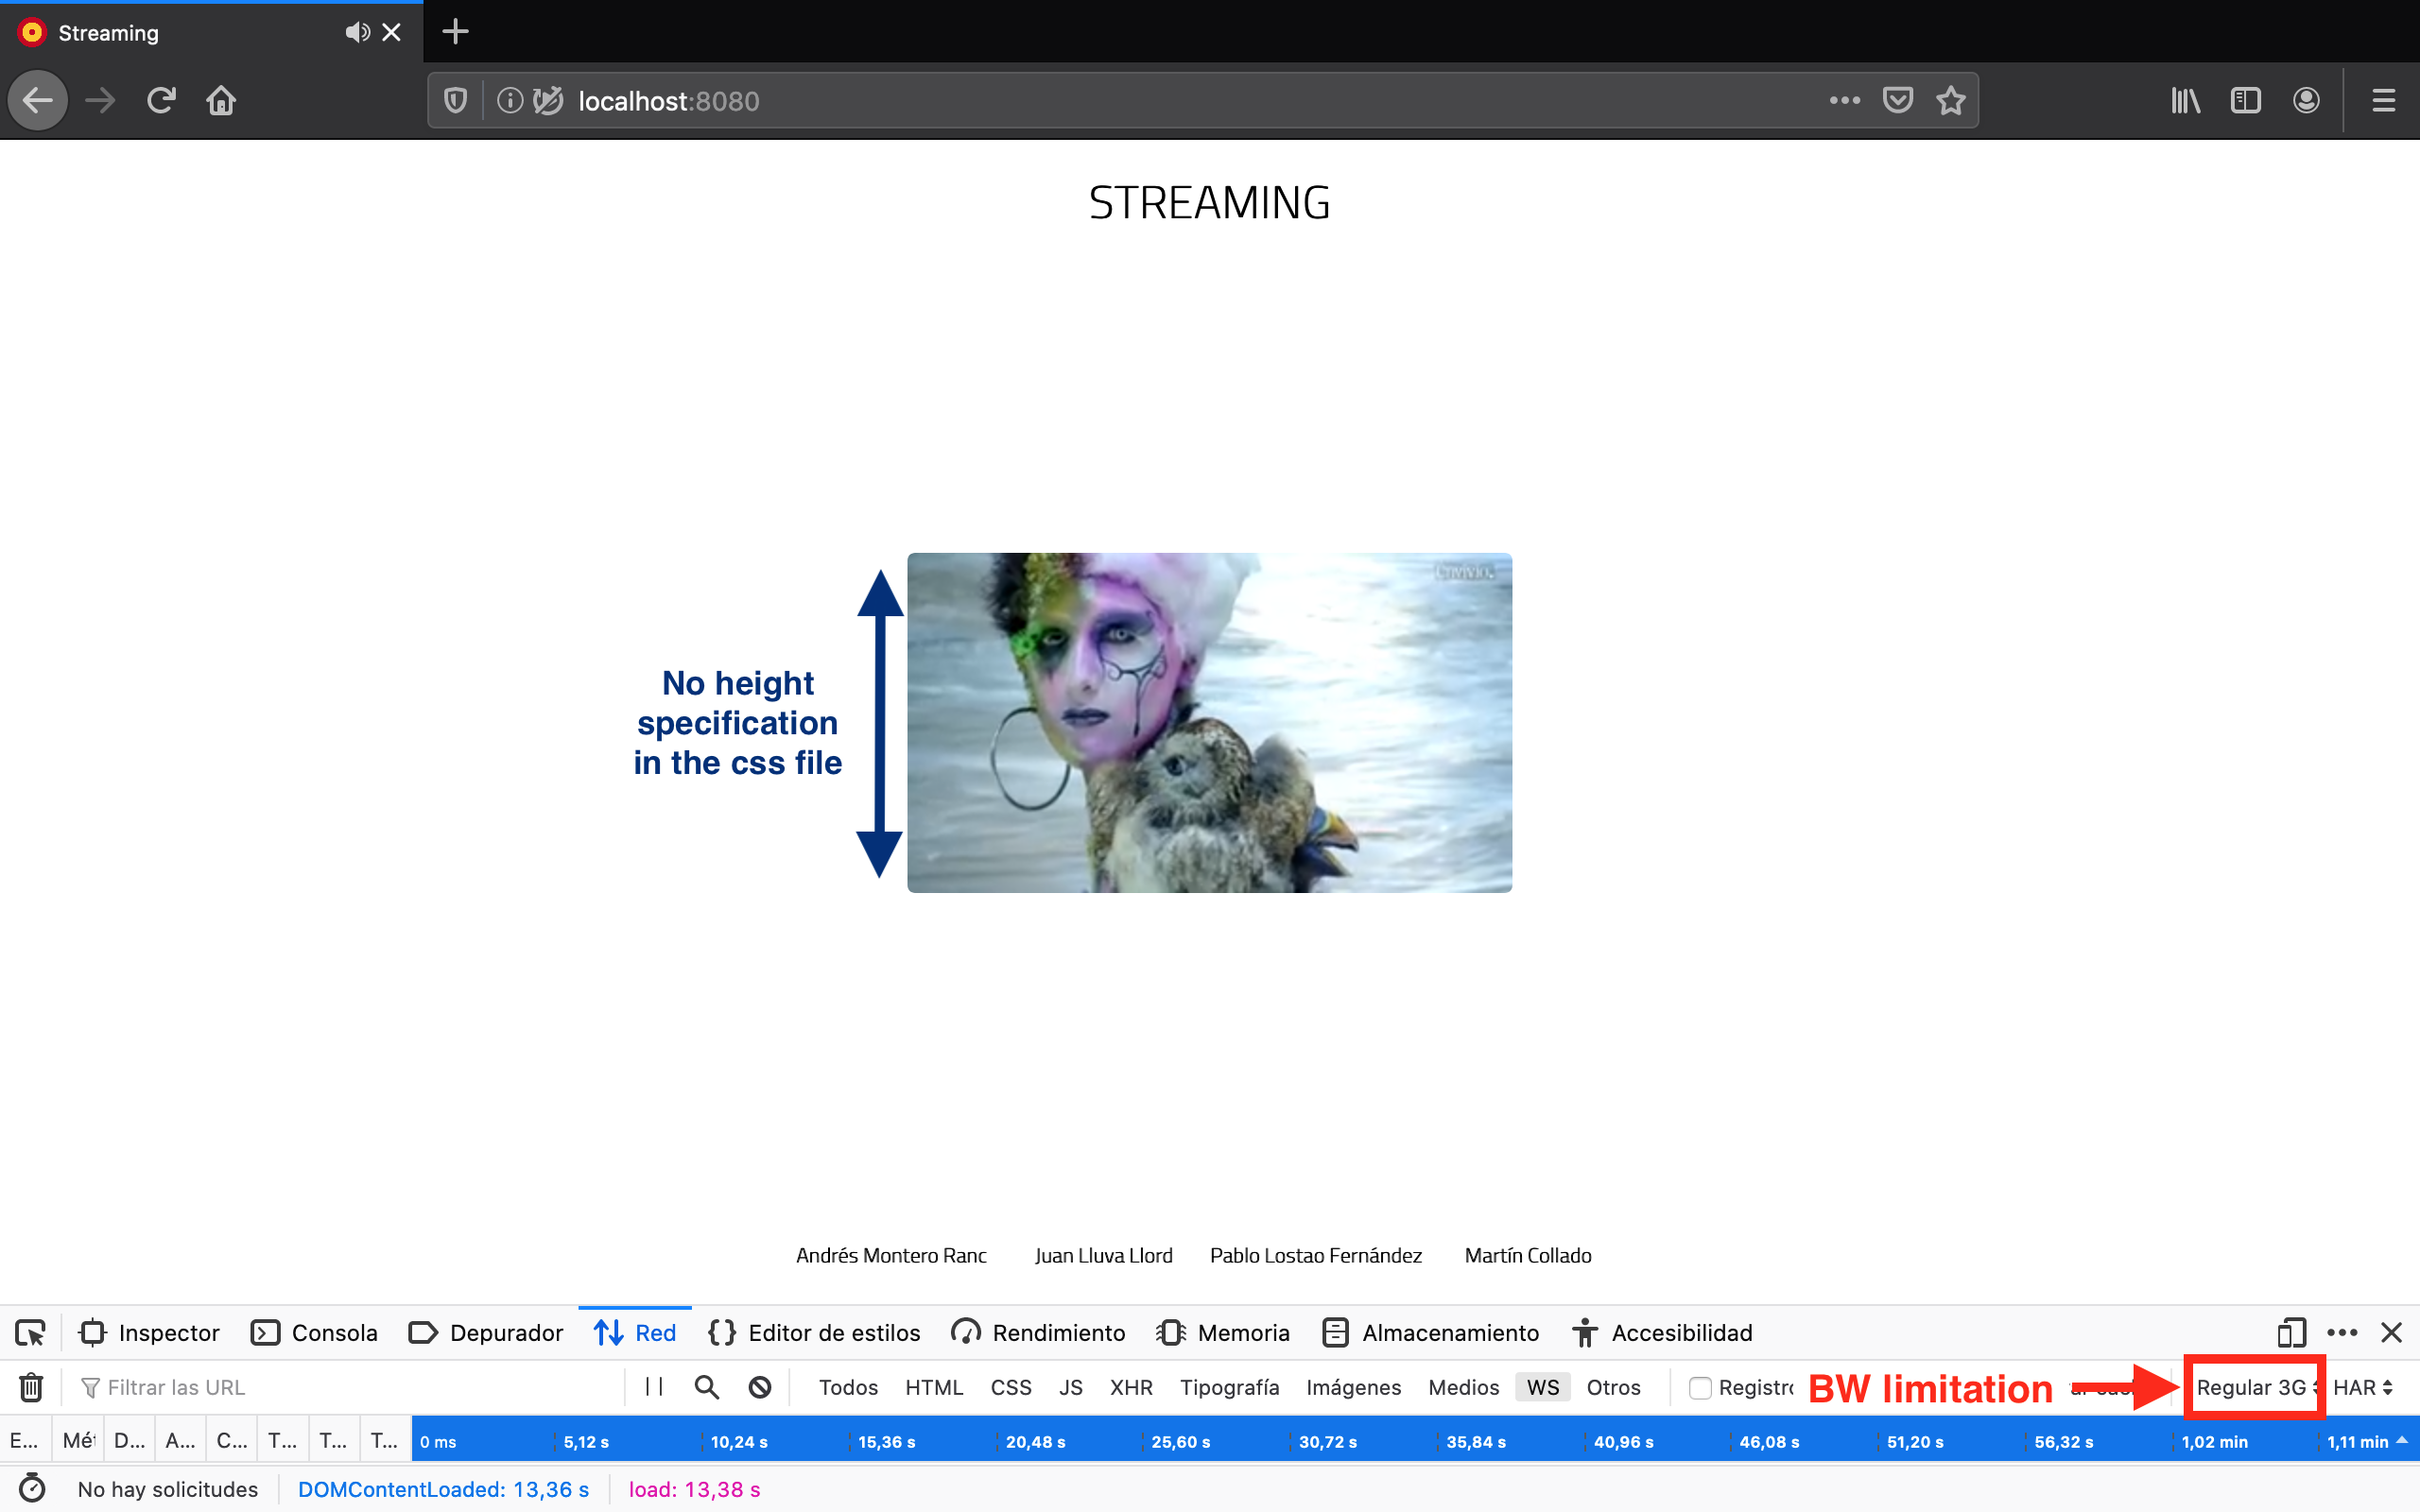 Streaming
localhost:8080
STREAMING
envivio.
No height
specification
in the css file
Andrés Montero Ranc Juan Lluva Llord Pablo Lostao Fernández Martín Collado
Inspector Consola Depurador Red Editor de estilos Rendimiento Memoria Almacenamiento Accesibilidad
Filtrar las URL Todos HTML CSS JS XHR Tipografía Imágenes Medios WS Otros Registro BW limitation Regular 3G HAR
E... Mét D... A... C... T... T... T... 0 ms 5,12 s 10,24 s 15,36 s 20,48 s 25,60 s 30,72 s 35,84 s 40,96 s 46,08 s 51,20 s 56,32 s 1,02 min 1,11 min
No hay solicitudes DOMContentLoaded: 13,36 s load: 13,38 s